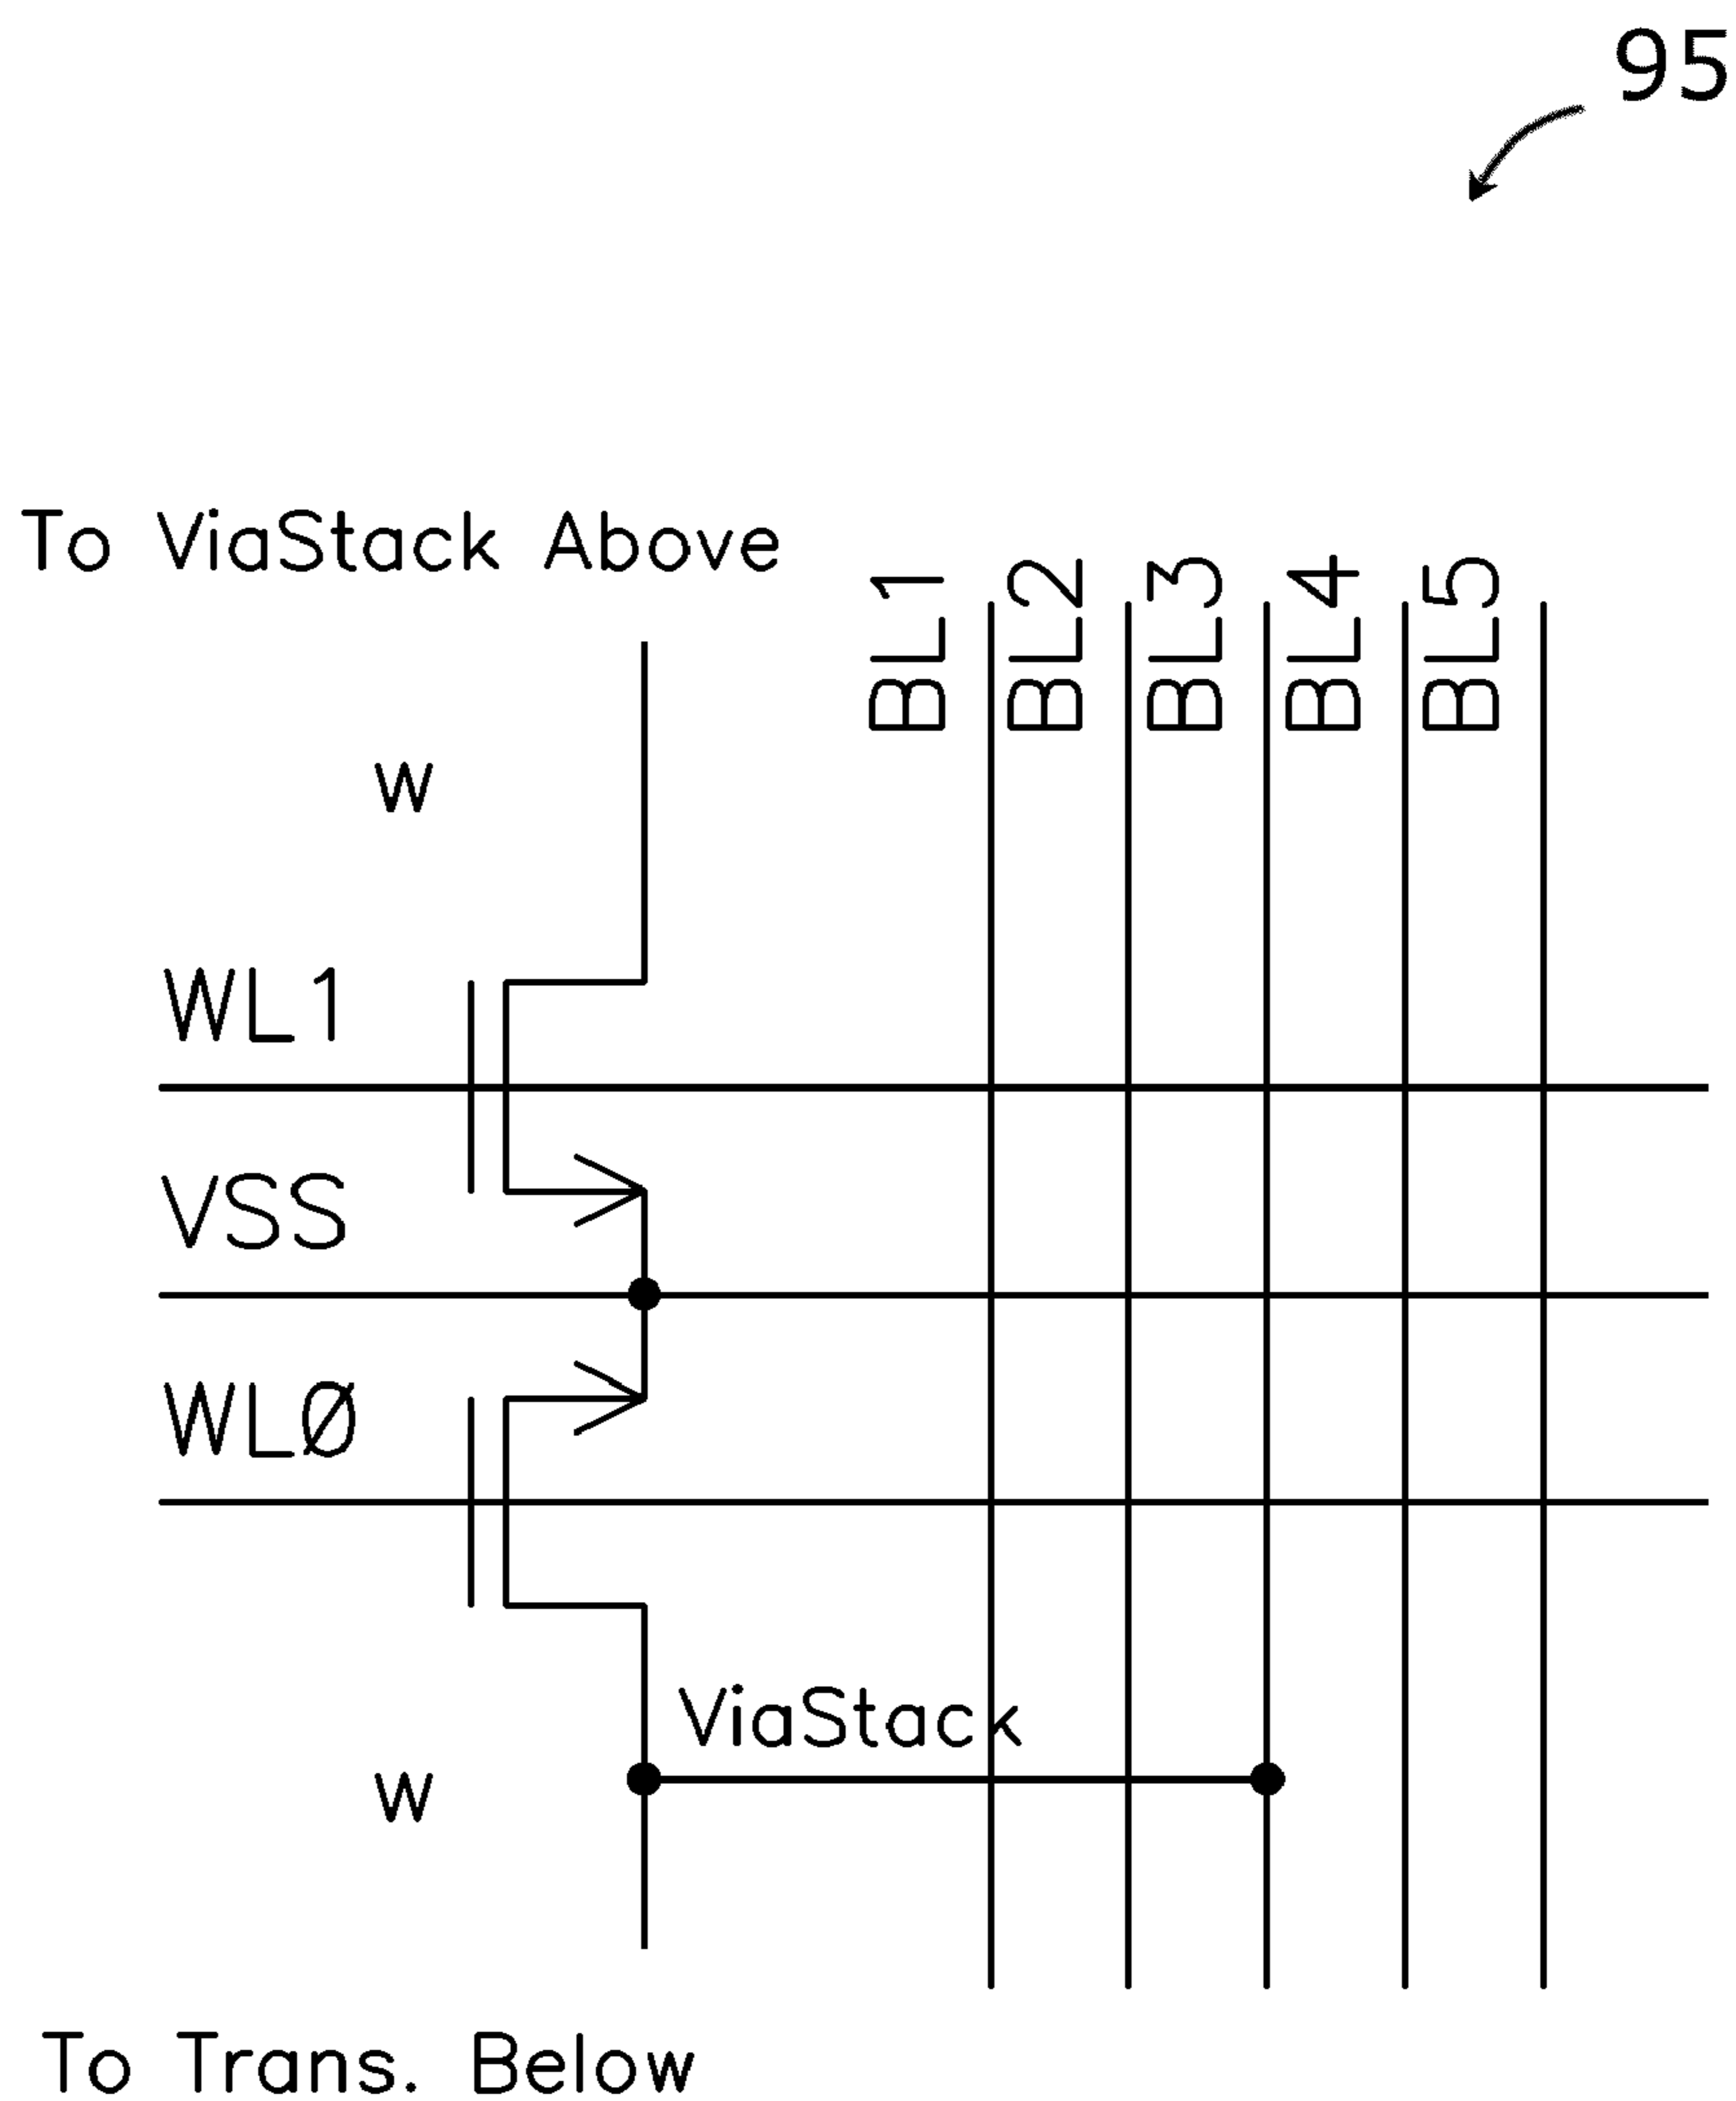 95
To ViaStack Above
BL1
BL2
BL3
BL4
BL5
w
WL1
VSS
WLØ
ViaStack
w
To Trans. Below